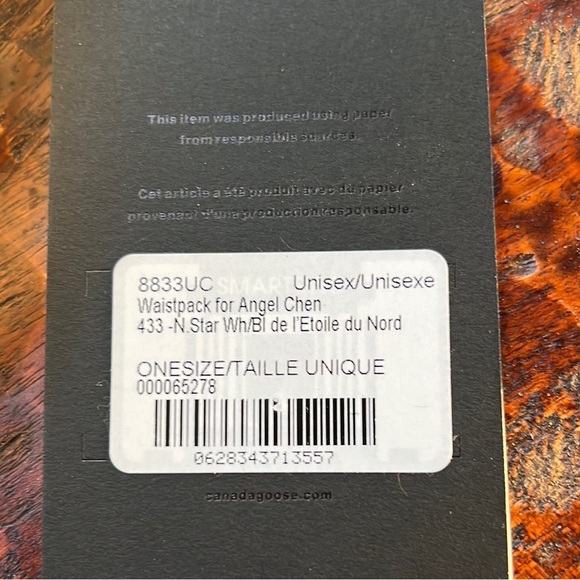 This item was produced using paper
from responsible sources.
Cet article a été produit avec du papier
provenant d'une production responsable.
SMART
8833UC Unisex/Unisexe
Waistpack for Angel Chen
433 -N.Star Wh/Bl de l'Etoile du Nord
ONESIZE/TAILLE UNIQUE
000065278
0628343713557
canadagoose.com